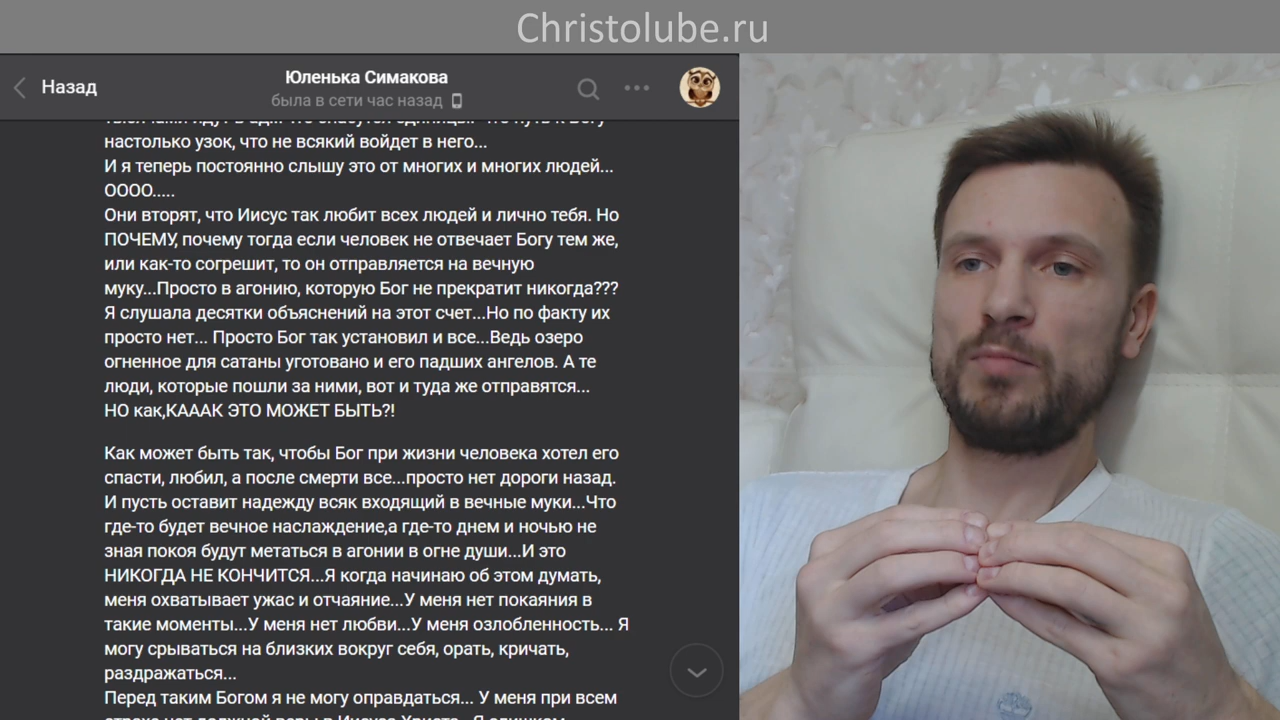 Christolube.ru
Назад
Юленька Симакова
была в сети час назад
настолько узок, что не всякий войдет в него...
И я теперь постоянно слышу это от многих и многих людей...
ОООО.....
Они вторят, что Иисус так любит всех людей и лично тебя. Но
ПОЧЕМУ, почему тогда если человек не отвечает Богу тем же,
или как-то согрешит, то он отправляется на вечную
муку...Просто в агонию, которую Бог не прекратит никогда???
Я слушала десятки объяснений на этот счет...Но по факту их
просто нет... Просто Бог так установил и все...Ведь озеро
огненное для сатаны уготовано и его падших ангелов. А те
люди, которые пошли за ними, вот и туда же отправятся...
НО как,КАААК ЭТО МОЖЕТ БЫТЬ?!
Как может быть так, чтобы Бог при жизни человека хотел его
спасти, любил, а после смерти все...просто нет дороги назад.
И пусть оставит надежду всяк входящий в вечные муки...Что
где-то будет вечное наслаждение,а где-то днем и ночью не
зная покоя будут метаться в агонии в огне души...И это
НИКОГДА НЕ КОНЧИТСЯ...Я когда начинаю об этом думать,
меня охватывает ужас и отчаяние...У меня нет покаяния в
такие моменты...У меня нет любви...У меня озлобленность... Я
могу срываться на близких вокруг себя, орать, кричать,
раздражаться...
Перед таким Богом я не могу оправдаться... У меня при всем